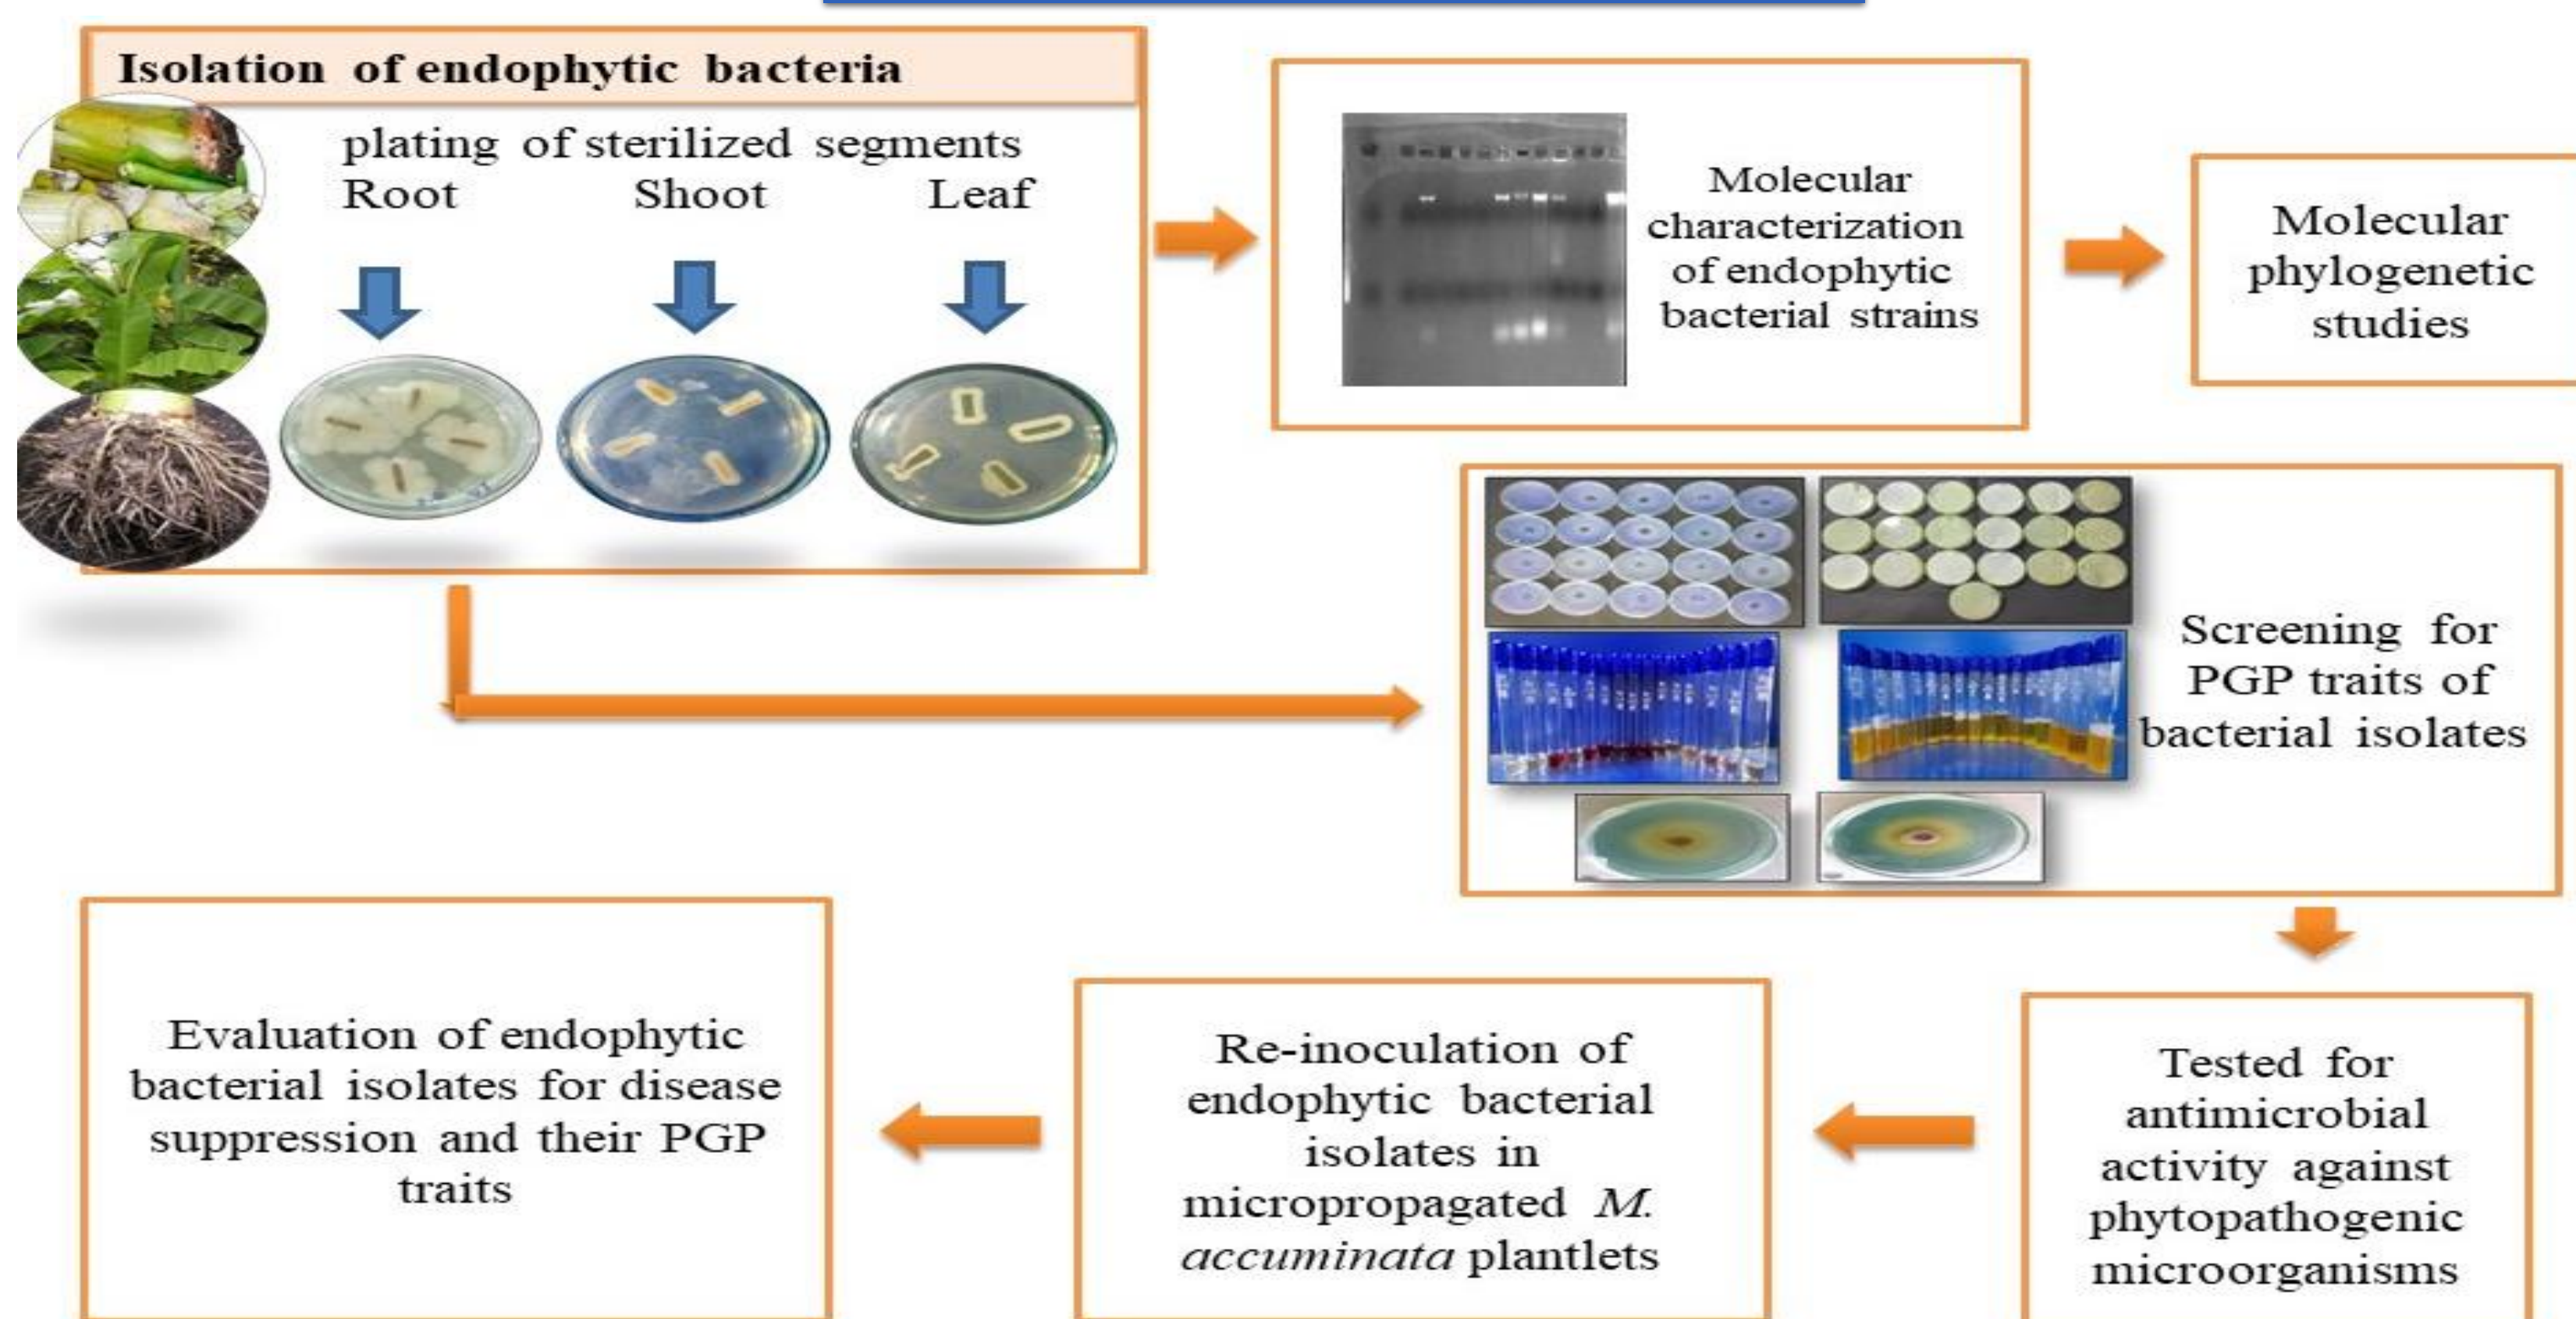 Isolation of endophytic bacteria
plating of sterilized segments
Root Shoot Leaf
Molecular
characterization
of endophytic
bacterial strains
Molecular
phylogenetic
studies
Screening for
PGP traits of
bacterial isolates
Tested for
antimicrobial
activity against
phytopathogenic
microorganisms
Re-inoculation of
endophytic bacterial
isolates in
micropropagated M.
accuminata plantlets
Evaluation of endophytic
bacterial isolates for disease
suppression and their PGP
traits